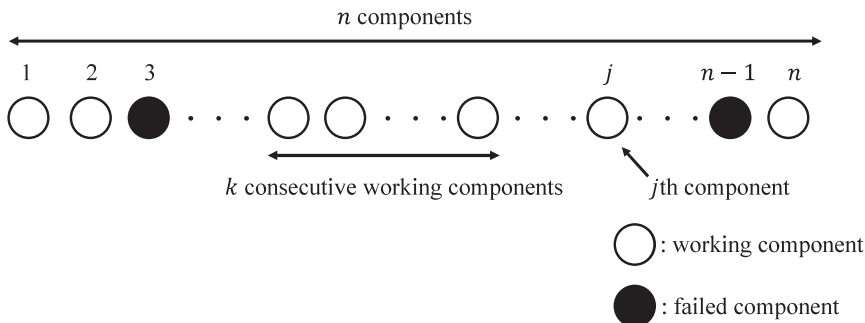 n components
1 2 3 j n − 1 n
k consecutive working components
jth component
: working component
: failed component